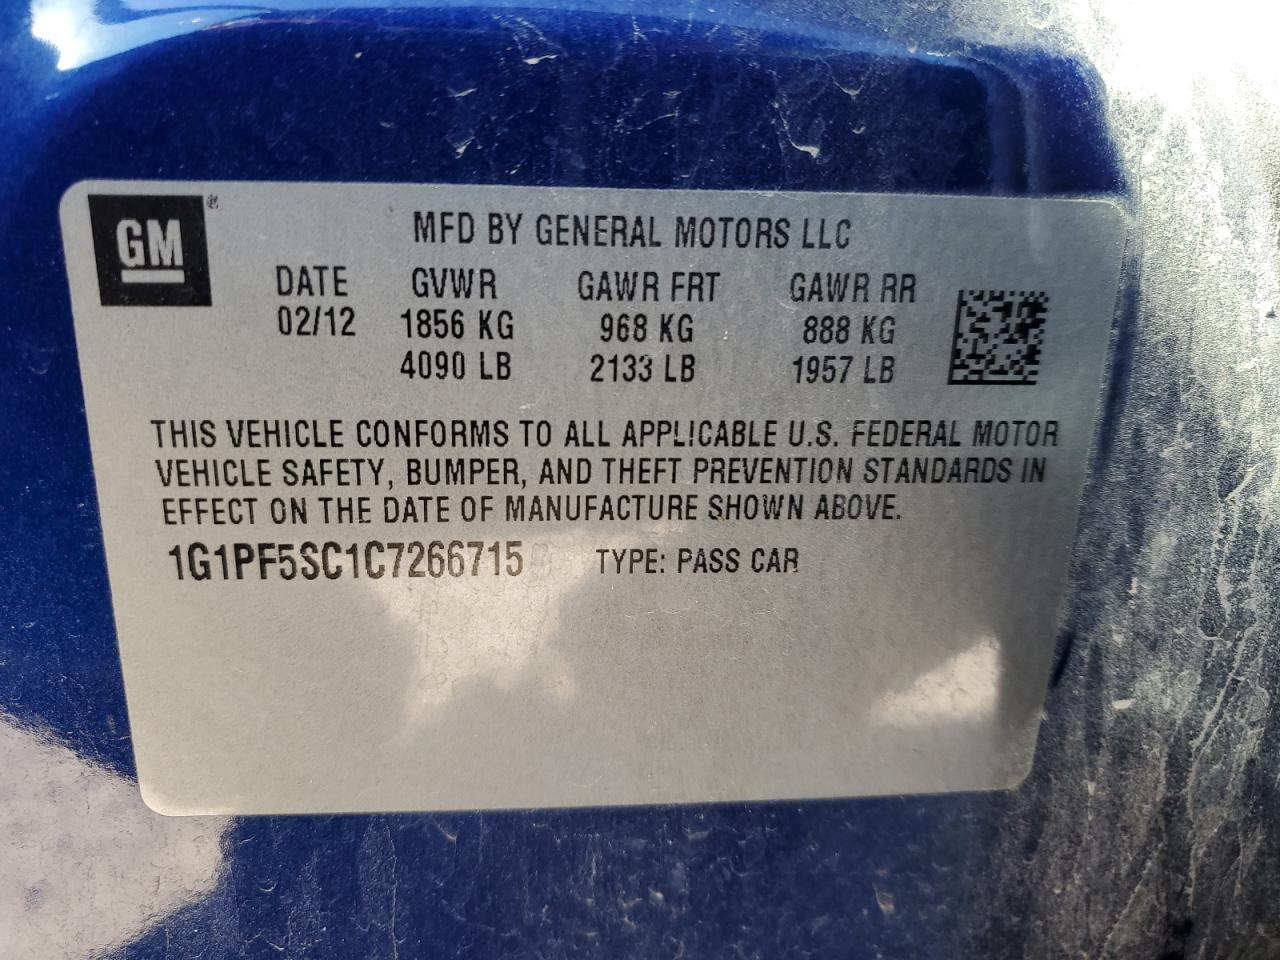 GM®
MFD BY GENERAL MOTORS LLC
DATE GVWR GAWR FRT GAWR RR
02/12 1856 KG 968 KG 888 KG
4090 LB 2133 LB 1957 LB
THIS VEHICLE CONFORMS TO ALL APPLICABLE U.S. FEDERAL MOTOR
VEHICLE SAFETY, BUMPER, AND THEFT PREVENTION STANDARDS IN
EFFECT ON THE DATE OF MANUFACTURE SHOWN ABOVE.
1G1PF5SC1C7266715 TYPE: PASS CAR